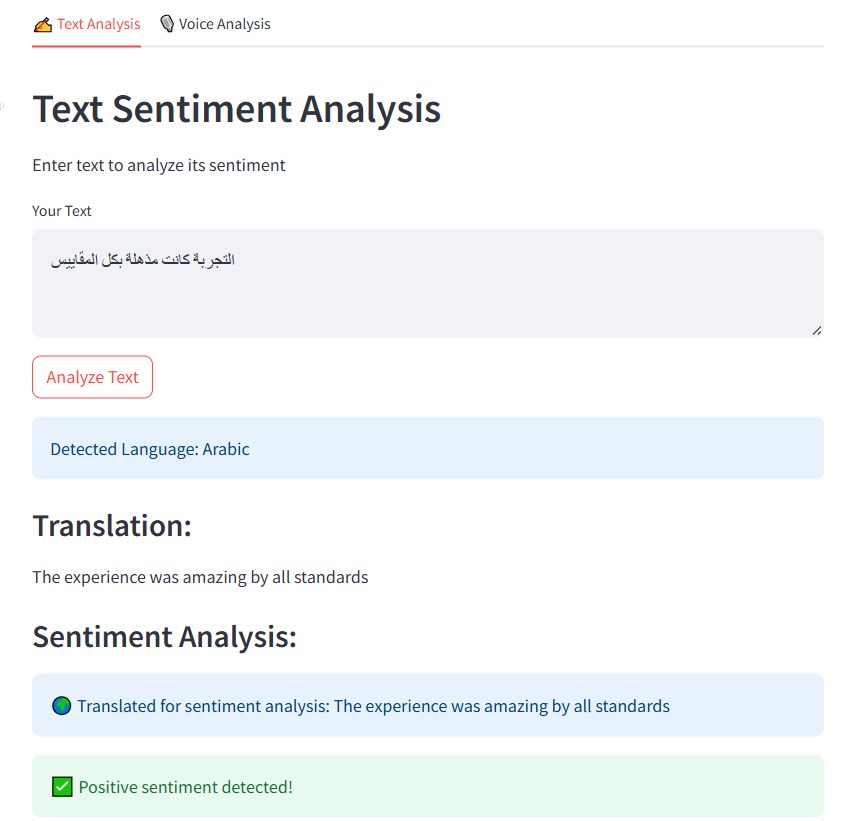 Text Analysis
Voice Analysis
Text Sentiment Analysis
Enter text to analyze its sentiment
Your Text
التجربة كانت مذهلة بكل المقاييس
Analyze Text
Detected Language: Arabic
Translation:
The experience was amazing by all standards
Sentiment Analysis:
Translated for sentiment analysis: The experience was amazing by all standards
Positive sentiment detected!